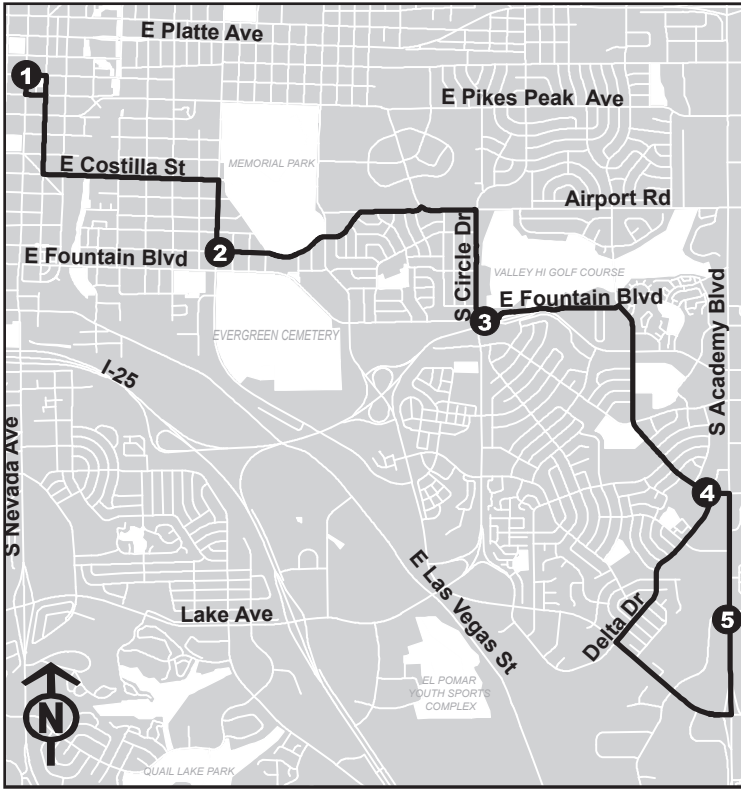 E Platte Ave
1
E Pikes Peak Ave
E Costilla St
MEMORIAL PARK
Airport Rd
E Fountain Blvd
2
S Circle Dr
VALLEY HI GOLF COURSE
E Fountain Blvd
3
EVERGREEN CEMETERY
S Academy Blvd
I-25
S Nevada Ave
4
E Las Vegas St
Lake Ave
Delta Dr
5
EL POMAR
YOUTH SPORTS
COMPLEX
N
QUAIL LAKE PARK